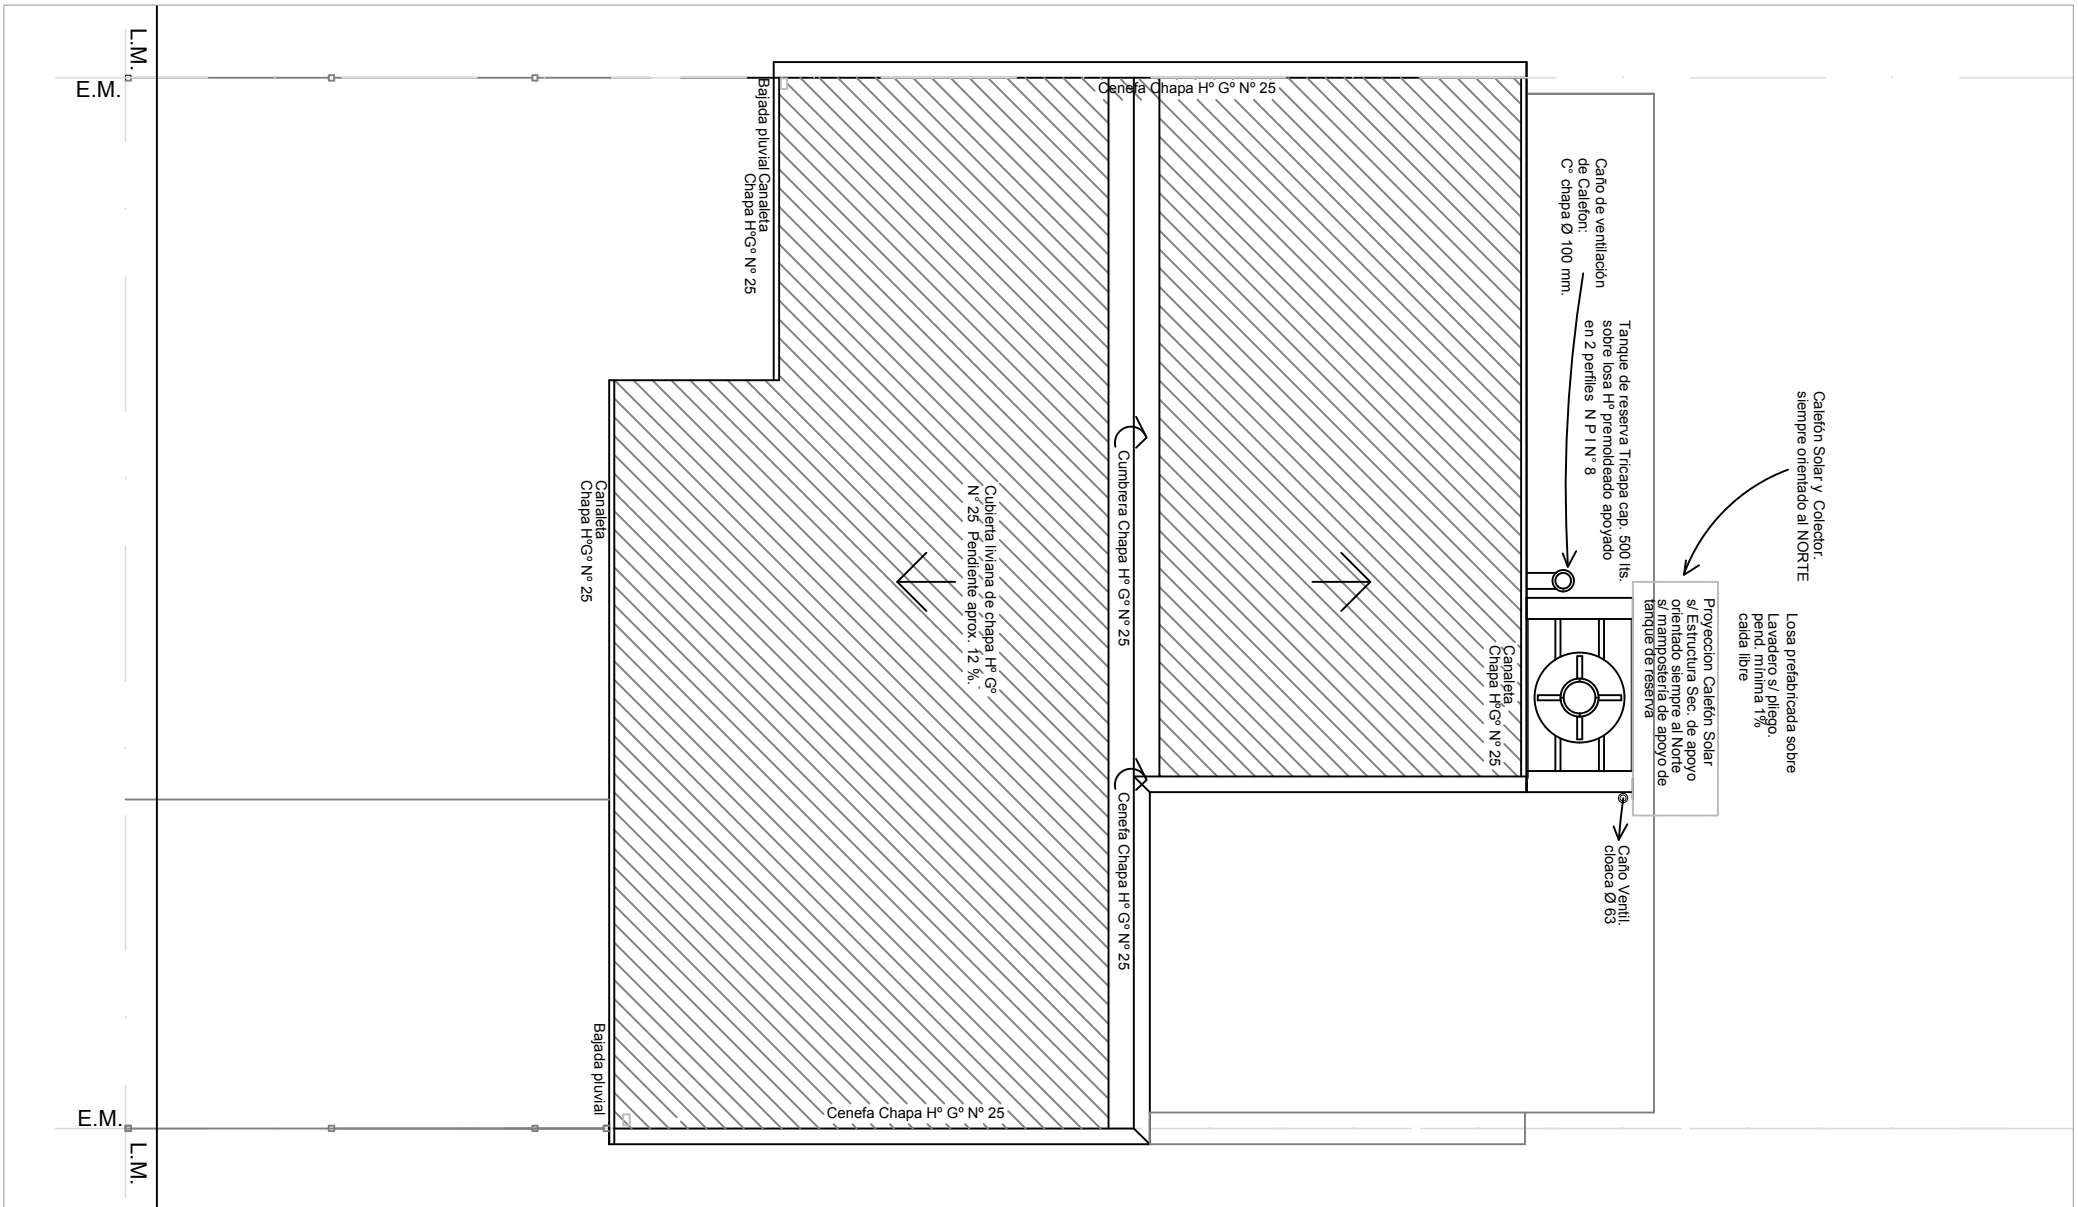 L.M.
E.M.
Cenefa Chapa Hº Gº Nº 25
Bajada pluvial
Canaleta
Chapa HºGº Nº 25
Caño de ventilación
de Calefon:
C° chapa Ø 100 mm.
Tanque de reserva Tricapa cap. 500 lts.
sobre losa Hº premoldeado apoyado
en 2 perfiles N P I N° 8
Calefón Solar y Colector.
siempre orientado al NORTE
Canaleta
Chapa HºGº Nº 25
Cubierta liviana de chapa Hº Gº
N° 25 Pendiente aprox. 12 %.
Cumbrera Chapa Hº Gº Nº 25
Canaleta
Chapa HºGº Nº 25
Proyeccion Calefón Solar
s/ Estructura Sec. de apoyo
orientado siempre al Norte
s/ mampostería de apoyo de
tanque de reserva
Losa prefabricada sobre
Lavadero s/ pliego.
pend. mínima 1%
caida libre
Cenefa Chapa Hº Gº Nº 25
Caño Ventil.
cloaca Ø 63
Bajada pluvial
Cenefa Chapa Hº Gº Nº 25
E.M.
L.M.